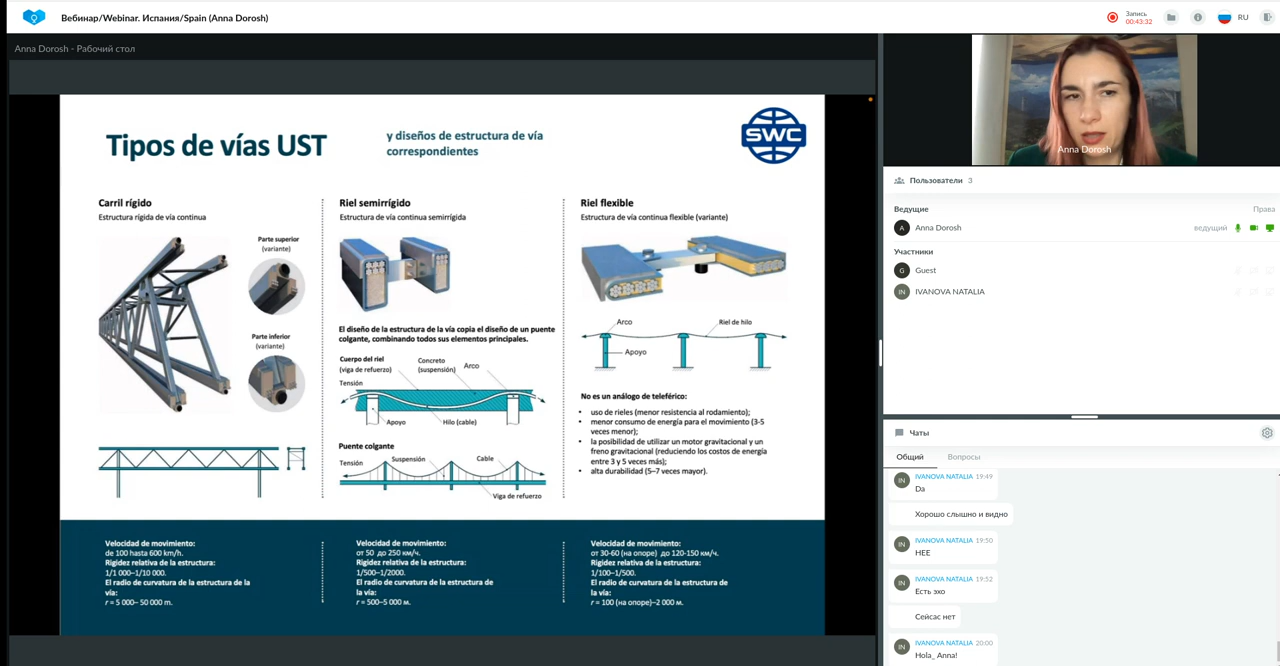 Вебинар/Webinar. Испания/Spain (Anna Dorosh)
Запись
00:43:32
RU
Anna Dorosh - Рабочий стол
Tipos de vías UST
y diseños de estructura de vía
correspondientes
SWC
Carril rígido
Estructura rígida de vía continua
Parte superior
(variante)
Parte inferior
(variante)
Riel semirrígido
Estructura de vía continua semirrígida
El diseño de la estructura de la vía copia el diseño de un puente
colgante, combinando todos sus elementos principales.
Cuerpo del riel
(viga de refuerzo)
Concreto
(suspensión)
Arco
Tensión
Apoyo
Hilo (cable)
Puente colgante
Tensión
Suspensión
Cable
Viga de refuerzo
Riel flexible
Estructura de vía continua flexible (variante)
Arco
Riel de hilo
Apoyo
No es un análogo de teleférico:
• uso de rieles (menor resistencia al rodamiento);
• menor consumo de energía para el movimiento (3-5
veces menor);
• la posibilidad de utilizar un motor gravitacional y un
freno gravitacional (reduciendo los costos de energía
entre 3 y 5 veces más);
• alta durabilidad (5–7 veces mayor).
Velocidad de movimiento:
de 100 hasta 600 km/h.
Rigidez relativa de la estructura:
1/1 000–1/10 000.
El radio de curvatura de la estructura de la
vía:
r = 5 000– 50 000 m.
Velocidad de movimiento:
от 50 до 250 км/ч.
Rigidez relativa de la estructura:
1/500–1/2000.
El radio de curvatura de la estructura de
la vía:
r = 500–5 000 м.
Velocidad de movimiento:
от 30-60 (на опоре) до 120-150 км/ч.
Rigidez relativa de la estructura:
1/100–1/500.
El radio de curvatura de la estructura de
la vía:
r = 100 (на опоре)–2 000 м.
Anna Dorosh
Пользователи 3
Ведущие
Права
A
Anna Dorosh
ведущий
Участники
G
Guest
IN
IVANOVA NATALIA
Чаты
Общий
Вопросы
IN
IVANOVA NATALIA 19:49
Da
Хорошо слышно и видно
IN
IVANOVA NATALIA 19:50
НЕЕ
IN
IVANOVA NATALIA 19:52
Есть эхо
Сейсас нет
IN
IVANOVA NATALIA 20:00
Hola_ Anna!